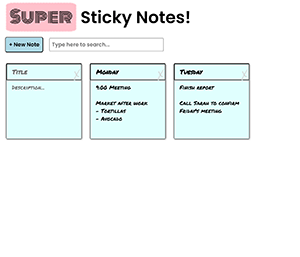 Super Sticky Notes!
+ New Note
Type here to search...
Title
Monday
Tuesday
Description...
9:00 Meeting
Market after work
- Tortillas
- Avocado
Finish report
Call Sarah to confirm
Friday's meeting